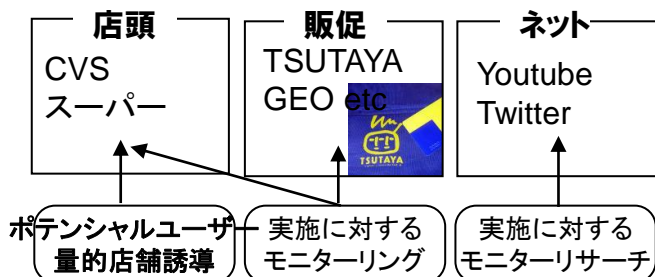 店頭
販促
ネット
CVS
スーパー
TSUTAYA
GEO etc
TSUTAYA
Youtube
Twitter
ポテンシャルユーザー
量的店舗誘導
実施に対する
モニターリング
実施に対する
モニターリサーチ